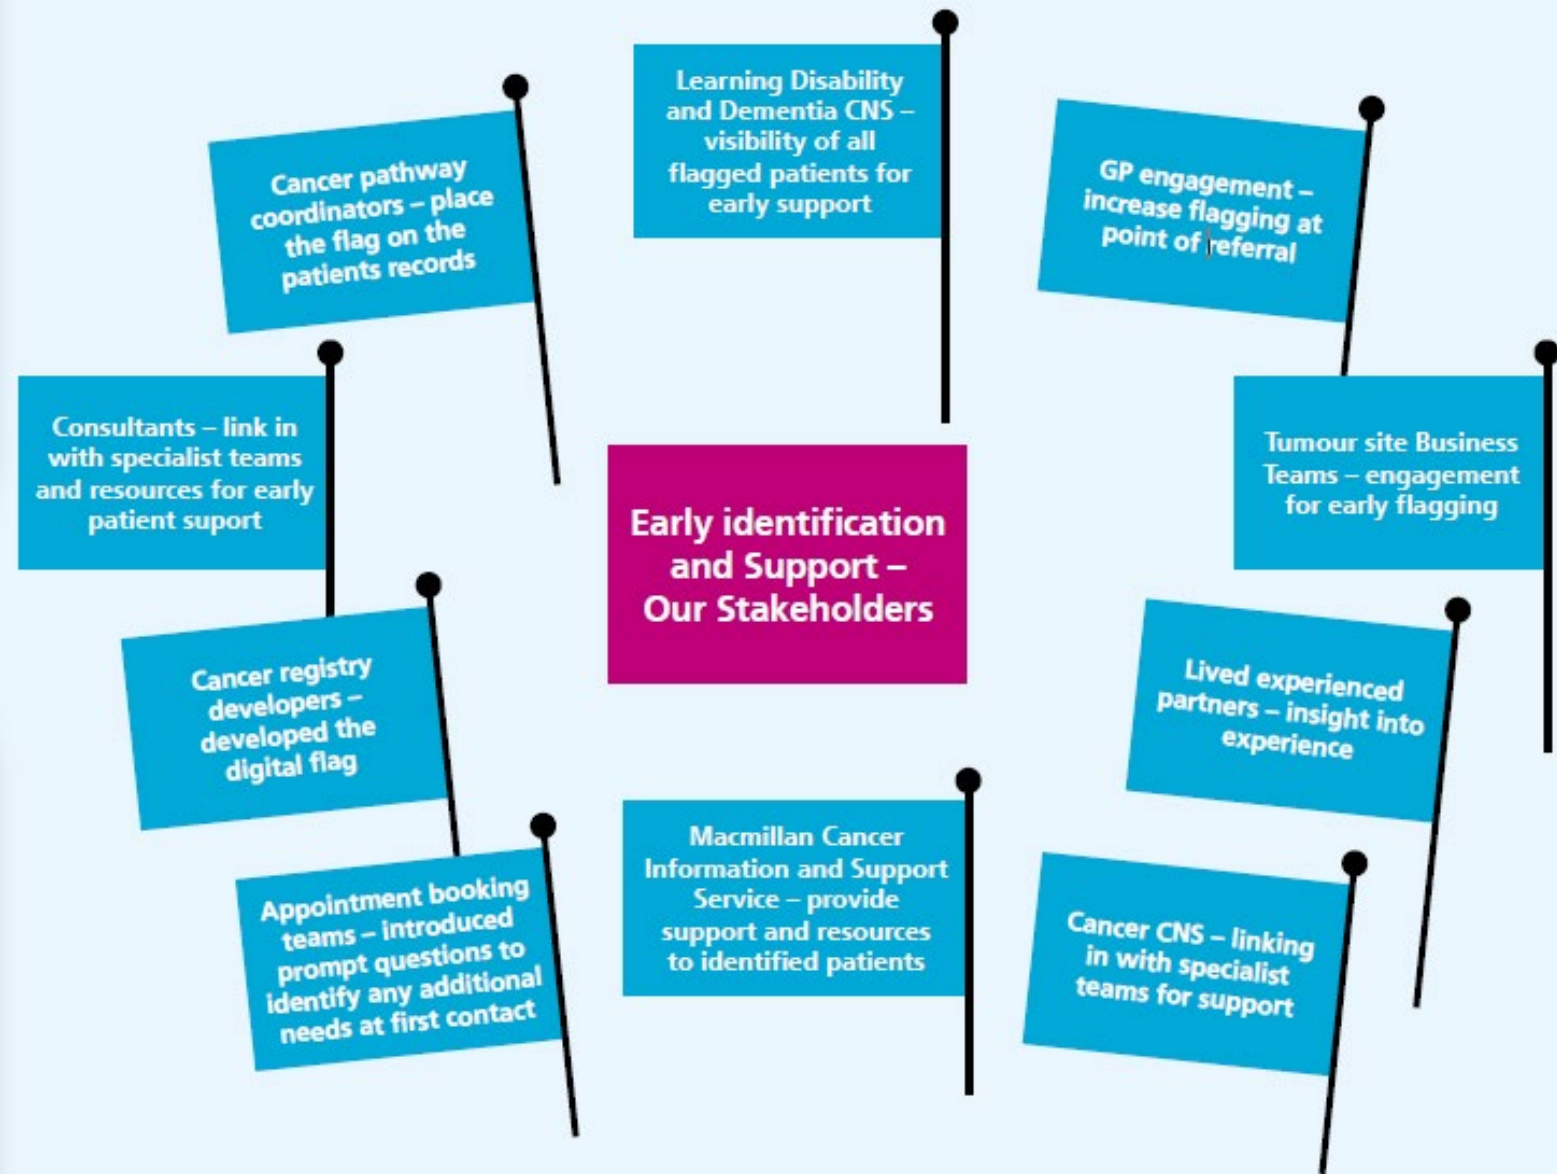 Learning Disability
and Dementia CNS –
visibility of all
flagged patients for
early support
Cancer pathway
coordinators – place
the flag on the
patients records
GP engagement –
increase flagging at
point of referral
Consultants – link in
with specialist teams
and resources for early
patient suport
Tumour site Business
Teams – engagement
for early flagging
Early identification
and Support –
Our Stakeholders
Cancer registry
developers –
developed the
digital flag
Lived experienced
partners – insight into
experience
Appointment booking
teams – introduced
prompt questions to
identify any additional
needs at first contact
Macmillan Cancer
Information and Support
Service – provide
support and resources
to identified patients
Cancer CNS – linking
in with specialist
teams for support